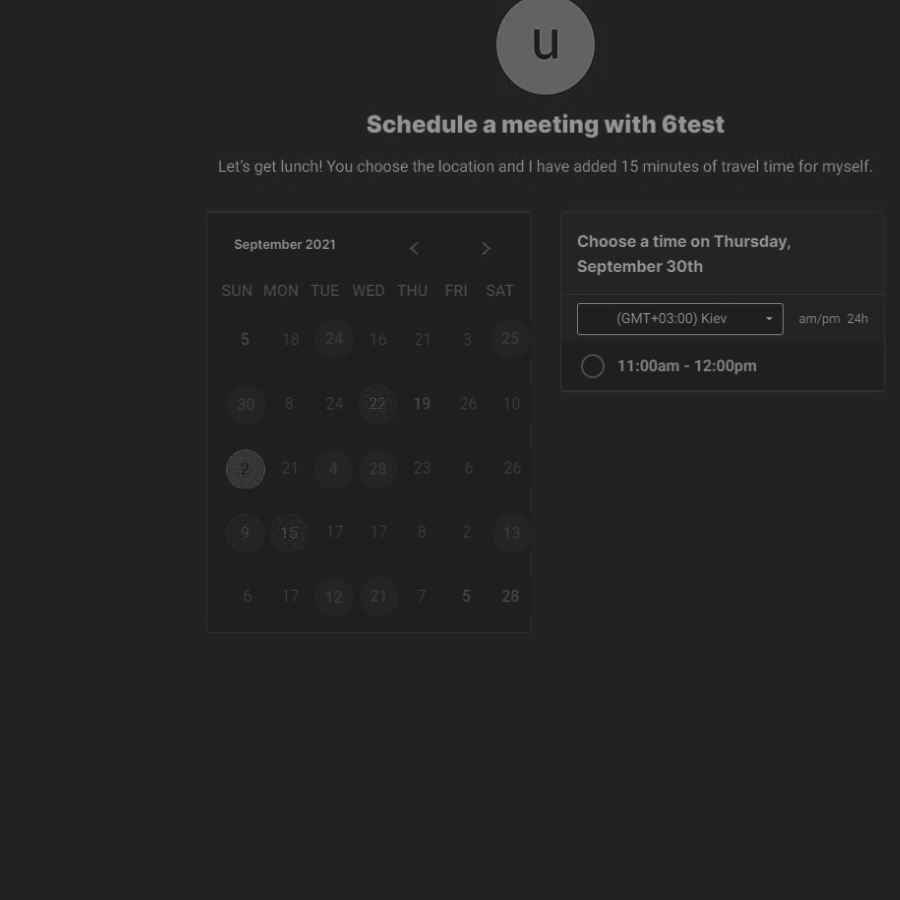 u
Schedule a meeting with 6test
Let's get lunch! You choose the location and I have added 15 minutes of travel time for myself.
September 2021
SUN MON TUE WED THU FRI SAT
5 18 24 16 21 3 25
30 8 24 22 19 26 10
2 21 4 28 23 6 26
9 15 17 17 8 2 13
6 17 12 21 7 5 28
Choose a time on Thursday,
September 30th
(GMT+03:00) Kiev am/pm 24h
11:00am - 12:00pm